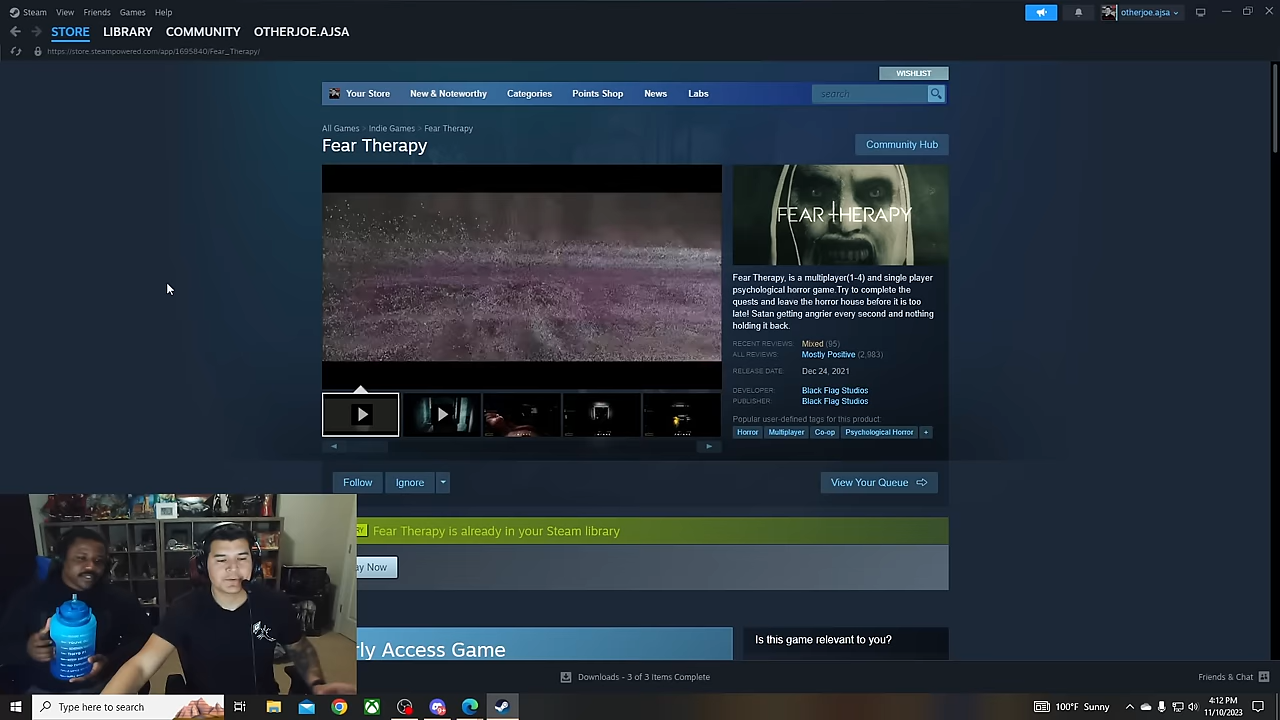 Steam View Friends Games Help
otherjoe.ajsa
STORE LIBRARY COMMUNITY OTHERJOE.AJSA
https://store.steampowered.com/app/1695840/Fear_Therapy/
WISHLIST
Your Store New & Noteworthy Categories Points Shop News Labs search
All Games > Indie Games > Fear Therapy
Fear Therapy
Community Hub
FEAR THERAPY
Fear Therapy, is a multiplayer(1-4) and single player
psychological horror game.Try to complete the
quests and leave the horror house before it is too
late! Satan getting angrier every second and nothing
holding it back.
RECENT REVIEWS: Mixed (95)
ALL REVIEWS: Mostly Positive (2,983)
RELEASE DATE: Dec 24, 2021
DEVELOPER: Black Flag Studios
PUBLISHER: Black Flag Studios
Popular user-defined tags for this product:
Horror Multiplayer Co-op Psychological Horror +
Follow Ignore View Your Queue
Fear Therapy is already in your Steam library
ay Now
rly Access Game
Is this game relevant to you?
Downloads - 3 of 3 Items Complete
Friends & Chat
Type here to search
100°F Sunny
4:12 PM
11/10/2023